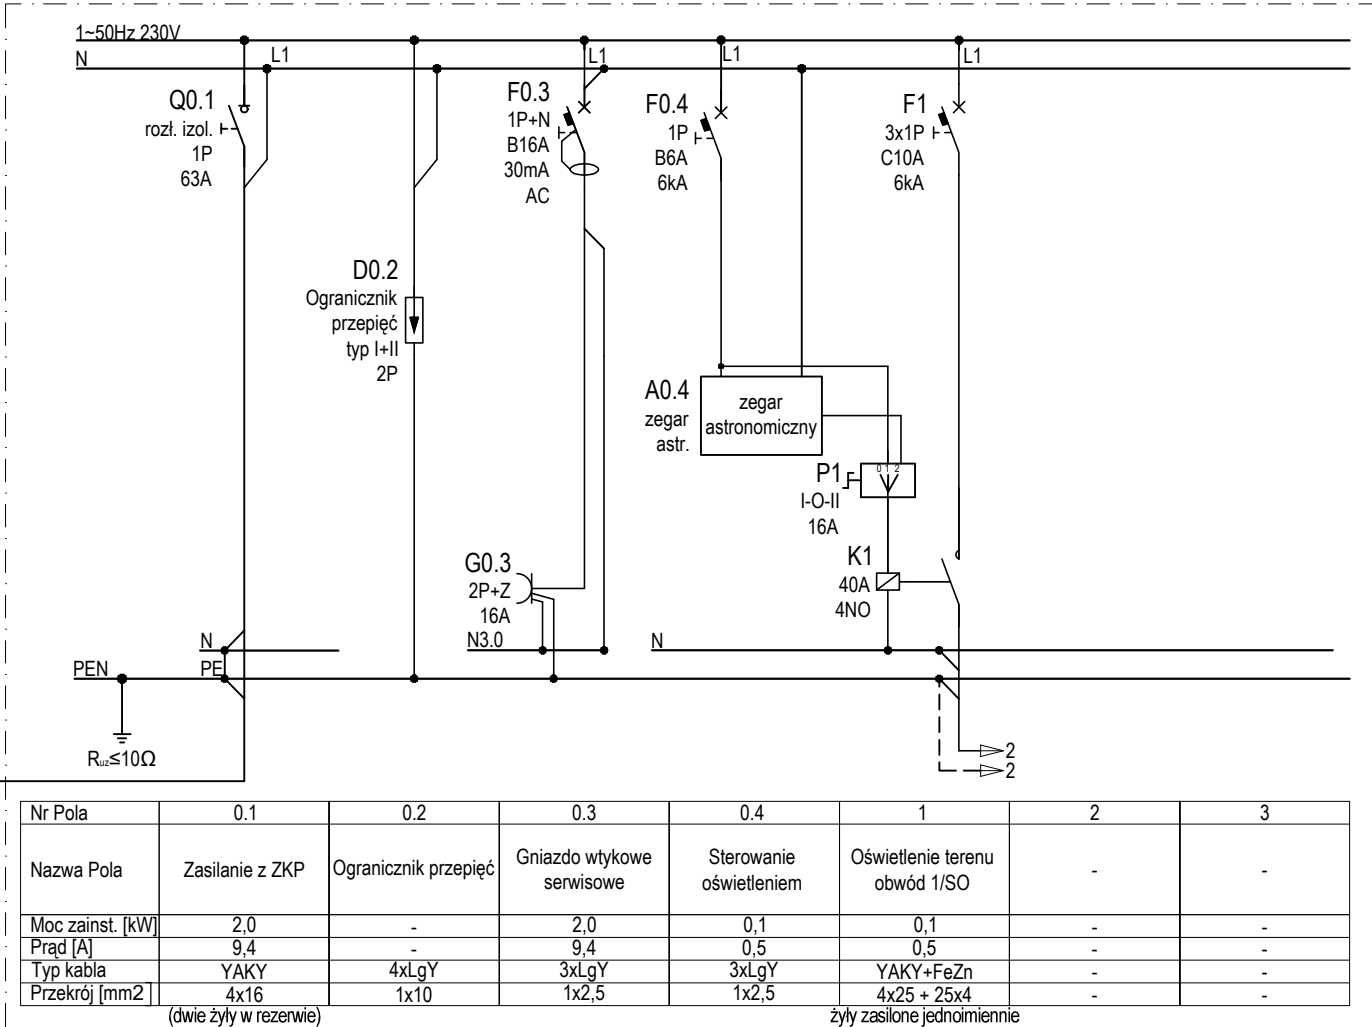 1~50Hz 230V
N
L1
L1
L1
L1
Q0.1
rozł. izol.
1P
63A
F0.3
1P+N
B16A
30mA
AC
F0.4
1P
B6A
6kA
F1
3x1P
C10A
6kA
D0.2
Ogranicznik
przepięć
typ I+II
2P
A0.4
zegar
astr.
zegar
astronomiczny
P1
I-O-II
16A
0 1 2
K1
40A
4NO
G0.3
2P+Z
16A
N
N3.0
N
PEN
PE
Ruz≤10Ω
2
2
Nr Pola 0.1 0.2 0.3 0.4 1 2 3
Nazwa Pola Zasilanie z ZKP Ogranicznik przepięć Gniazdo wtykowe serwisowe Sterowanie oświetleniem Oświetlenie terenu obwód 1/SO - -
Moc zainst. [kW] 2,0 - 2,0 0,1 0,1 - -
Prąd [A] 9,4 - 9,4 0,5 0,5 - -
Typ kabla YAKY 4xLgY 3xLgY 3xLgY YAKY+FeZn - -
Przekrój [mm2] 4x16 1x10 1x2,5 1x2,5 4x25 + 25x4 - -
(dwie żyły w rezerwie) żyły zasilone jednoimiennie